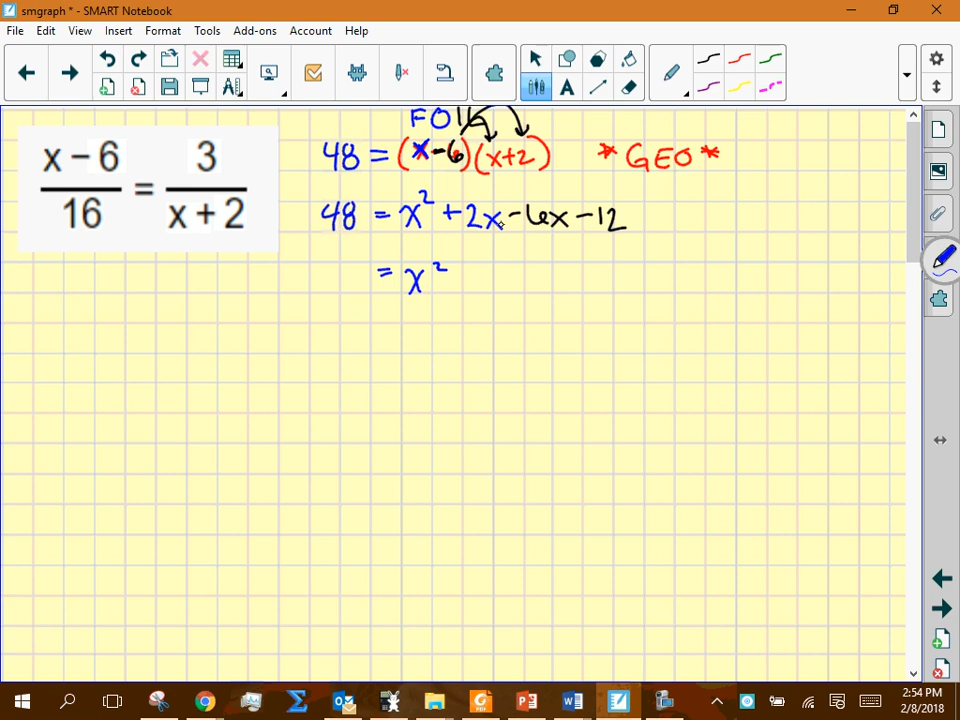 smgraph * - SMART Notebook
File Edit View Insert Format Tools Add-ons Account Help
FOIL
x – 6 / 16 = 3 / x + 2
48 = (x-6)(x+2) *GEO*
48 = x² + 2x - 6x - 12
= x²
2:54 PM
2/8/2018